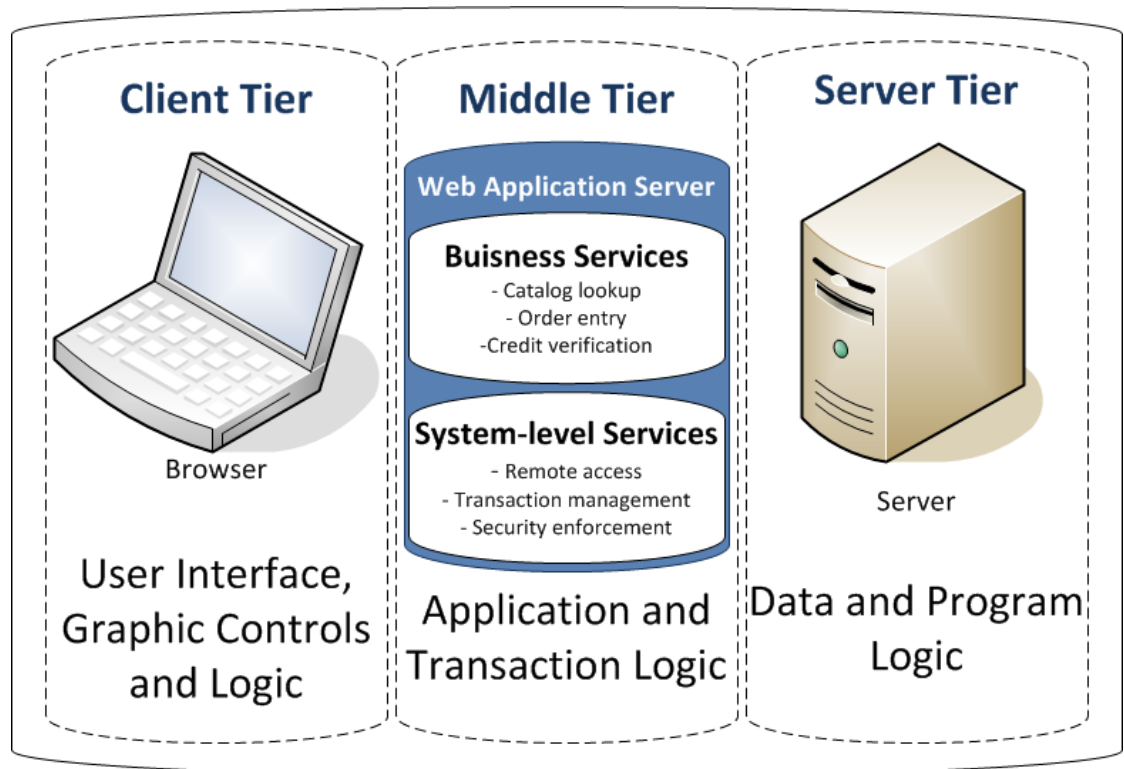 Client Tier
Browser
User Interface,
Graphic Controls
and Logic
Middle Tier
Web Application Server
Buisness Services
- Catalog lookup
- Order entry
-Credit verification
System-level Services
- Remote access
- Transaction management
- Security enforcement
Application and
Transaction Logic
Server Tier
Server
Data and Program
Logic